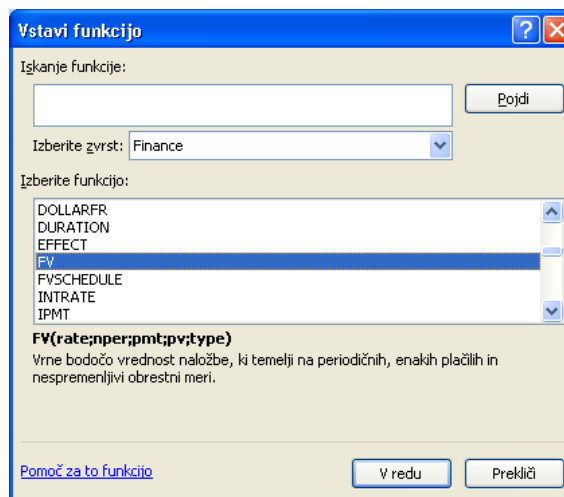 Vstavi funkcijo
Iskanje funkcije:
Pojdi
Izberite zvrst: Finance
Izberite funkcijo:
DOLLARFR
DURATION
EFFECT
FV
FVSCHEDULE
INTRATE
IPMT
FV(rate;nper;pmt;pv;type)
Vrne bodočo vrednost naložbe, ki temelji na periodičnih, enakih plačilih in
nespremenljivi obrestni meri.
Pomoč za to funkcijo
V redu
Prekliči